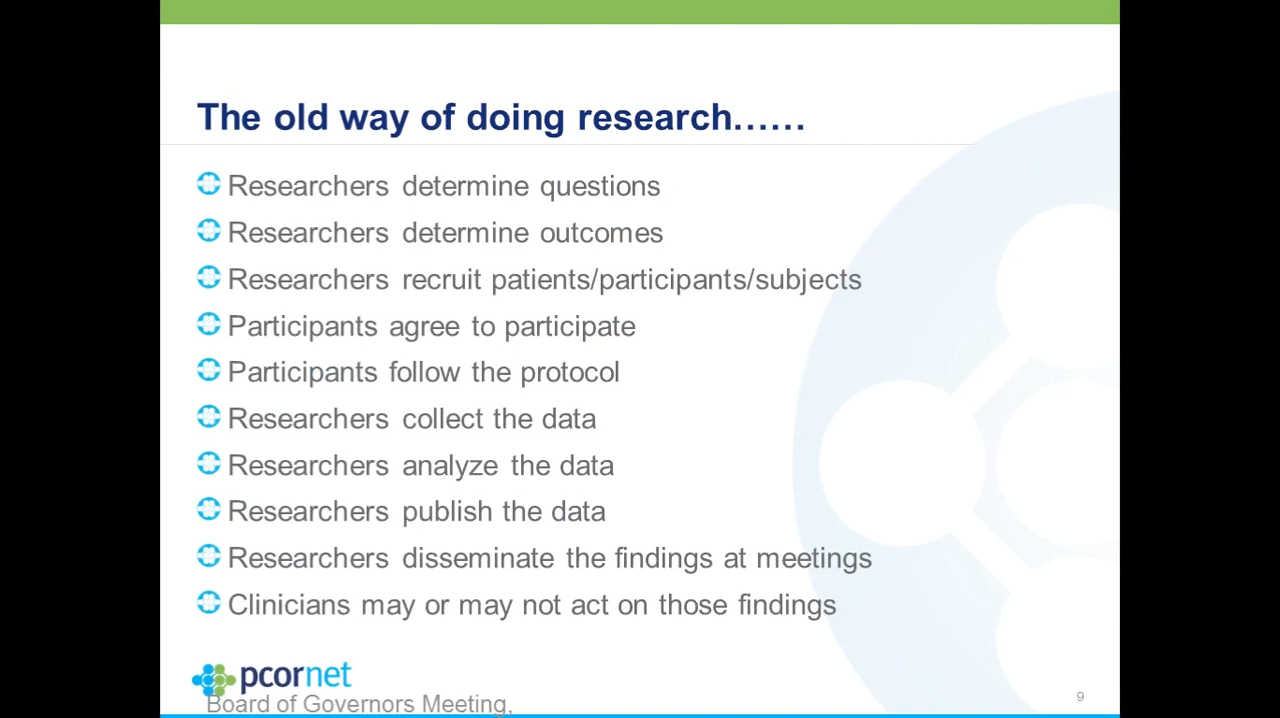 The old way of doing research……
Researchers determine questions
Researchers determine outcomes
Researchers recruit patients/participants/subjects
Participants agree to participate
Participants follow the protocol
Researchers collect the data
Researchers analyze the data
Researchers publish the data
Researchers disseminate the findings at meetings
Clinicians may or may not act on those findings
pcornet
Board of Governors Meeting,
9